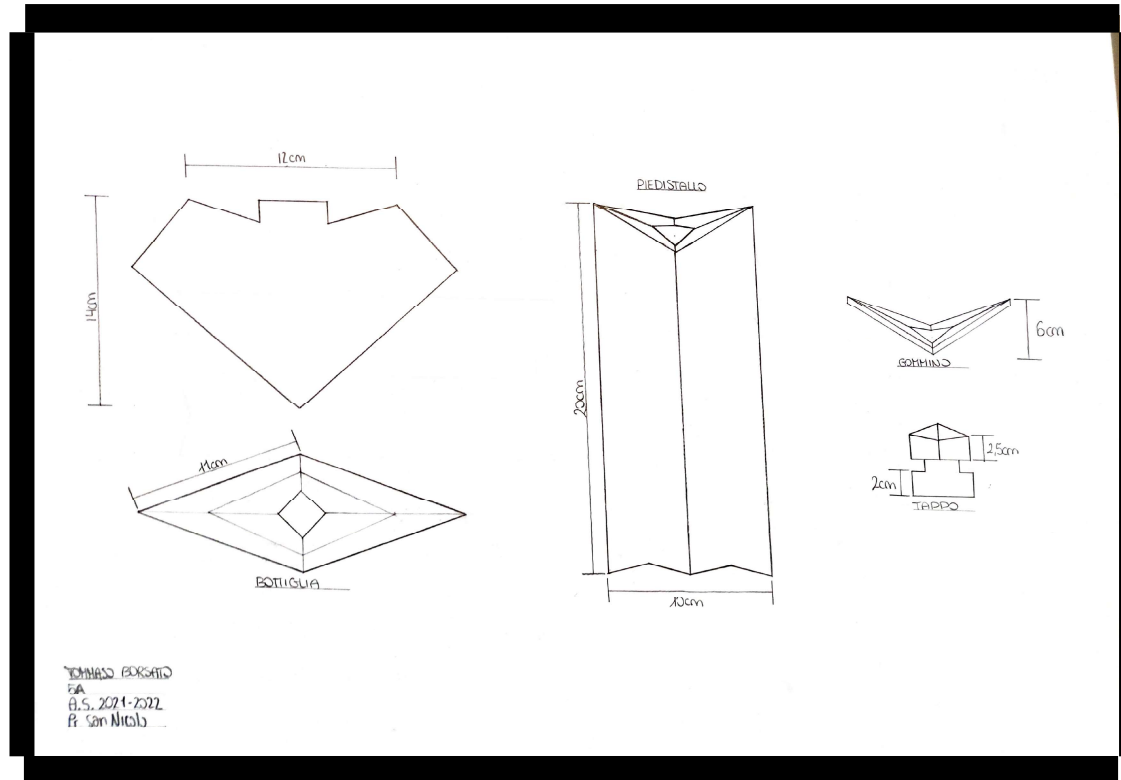 12cm
14cm
11cm
BOTTIGLIA
PIEDISTALLO
20cm
10cm
6cm
GOMMINO
2,5cm
2cm
TAPPO
TOMMASO BORSATO
5A
A.S. 2021-2022
Pr San Nicolò